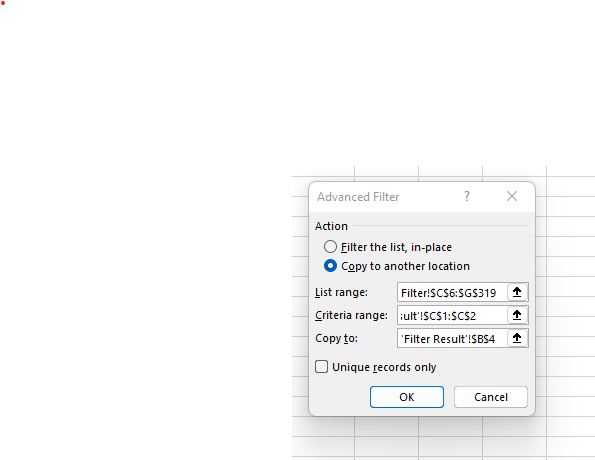 Advanced Filter ?
Action
Filter the list, in-place
Copy to another location
List range: Filter!$C$6:$G$319
Criteria range: ;ult'!$C$1:$C$2
Copy to: 'Filter Result'!$B$4
Unique records only
OK Cancel